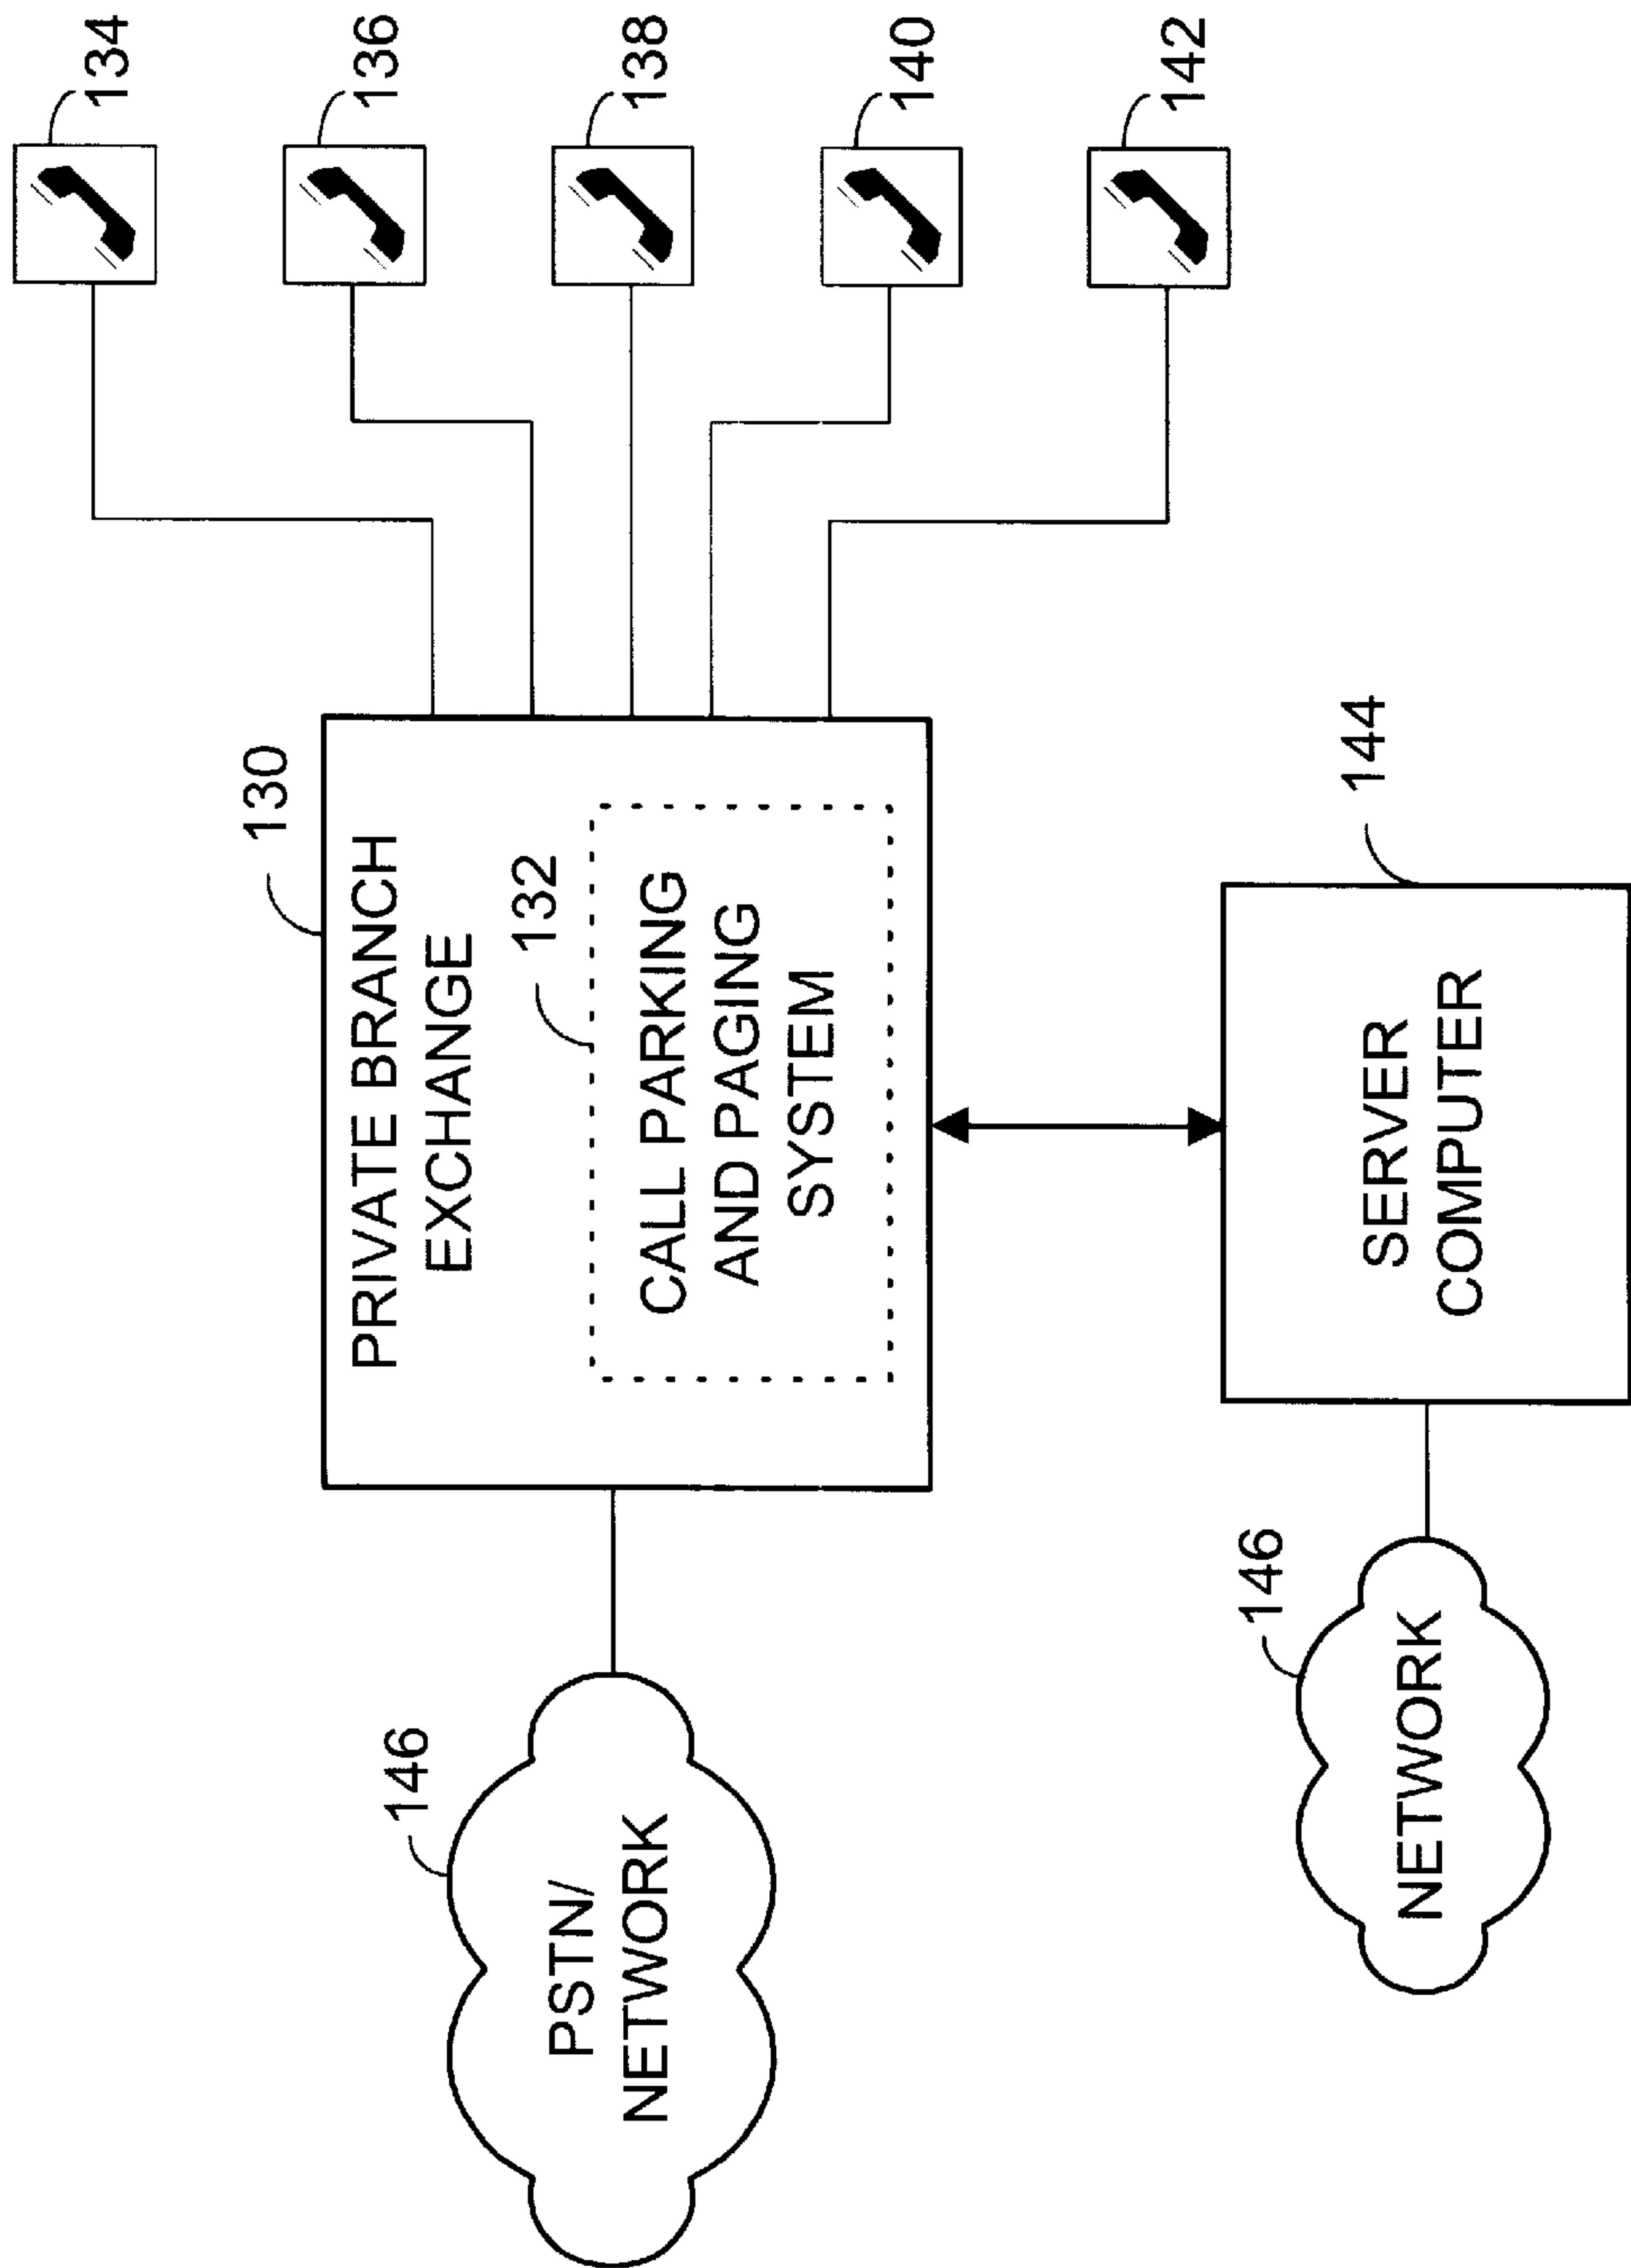 134
136
138
140
142
130
PRIVATE BRANCH
EXCHANGE
132
CALL PARKING
AND PAGING
SYSTEM
144
SERVER
COMPUTER
146
PSTN/
NETWORK
146
NETWORK